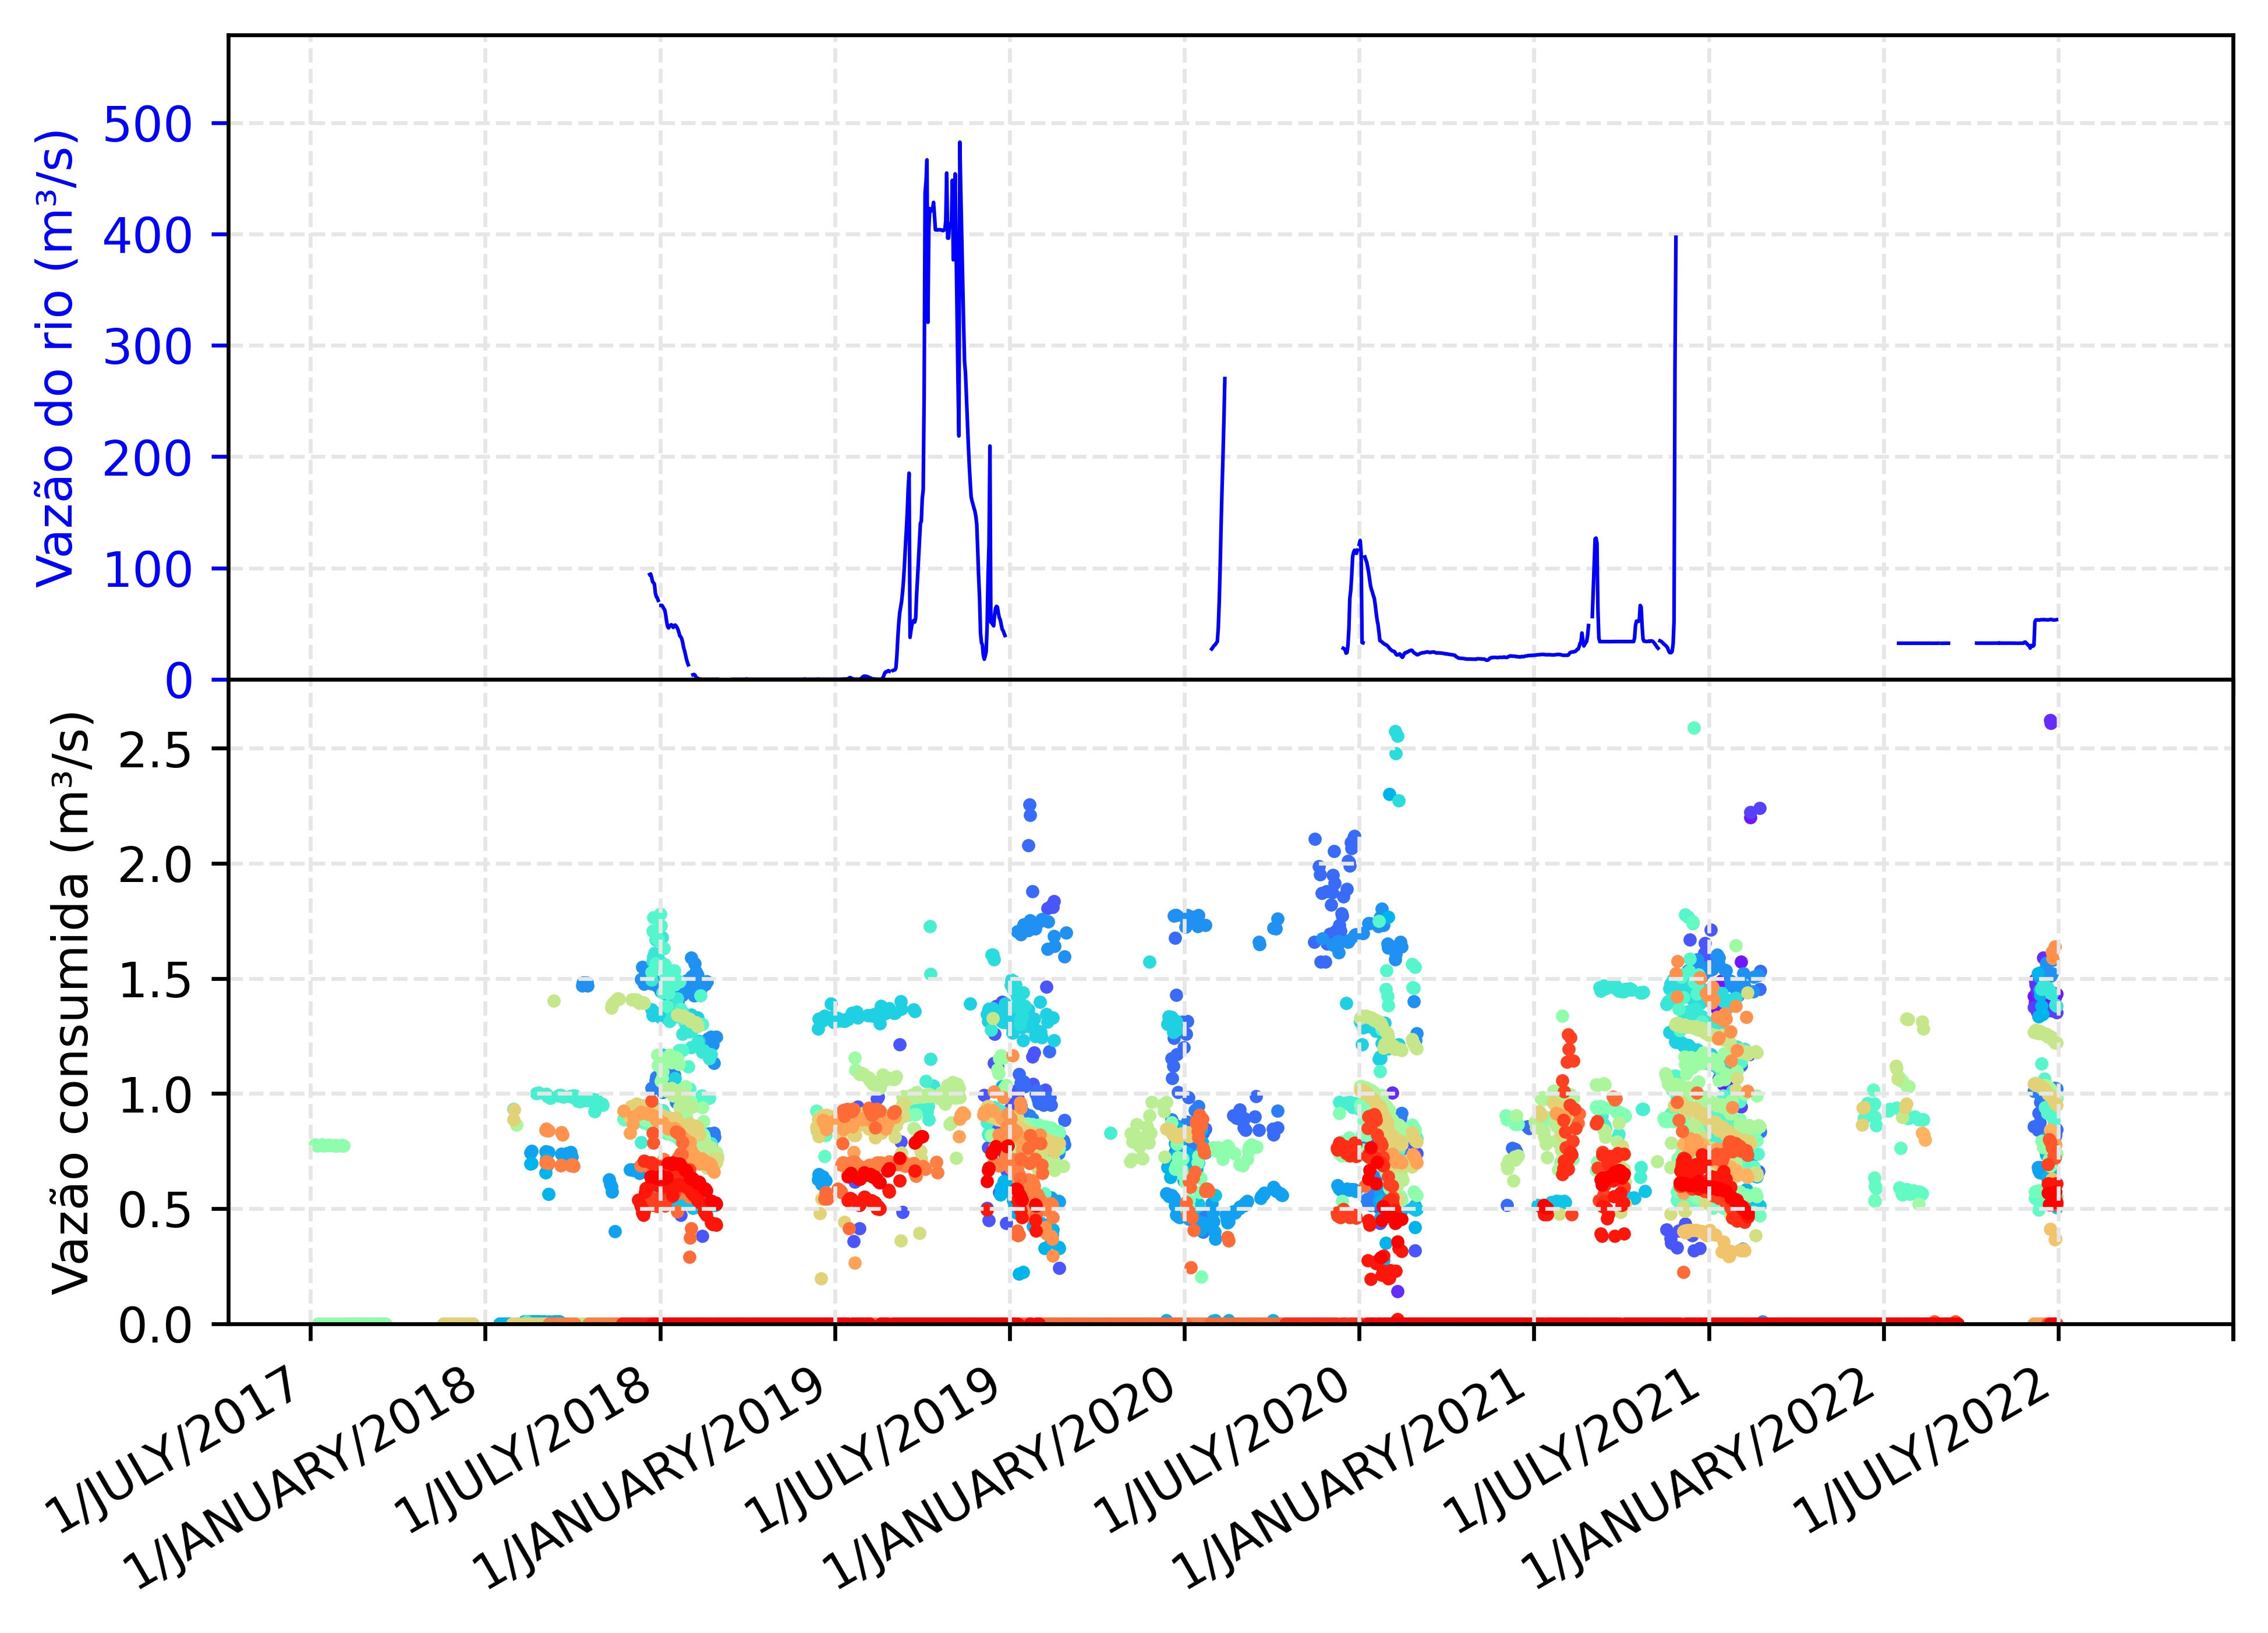 Vazão do rio (m³/s)
500
400
300
200
100
0
Vazão consumida (m³/s)
2.5
2.0
1.5
1.0
0.5
0.0
1/JULY/2017
1/JANUARY/2018
1/JULY/2018
1/JANUARY/2019
1/JULY/2019
1/JANUARY/2020
1/JULY/2020
1/JANUARY/2021
1/JULY/2021
1/JANUARY/2022
1/JULY/2022